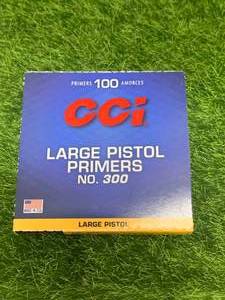 PRIMERS 100 AMORCES
CCi
LARGE PISTOL
PRIMERS
NO. 300
LARGE PISTOL